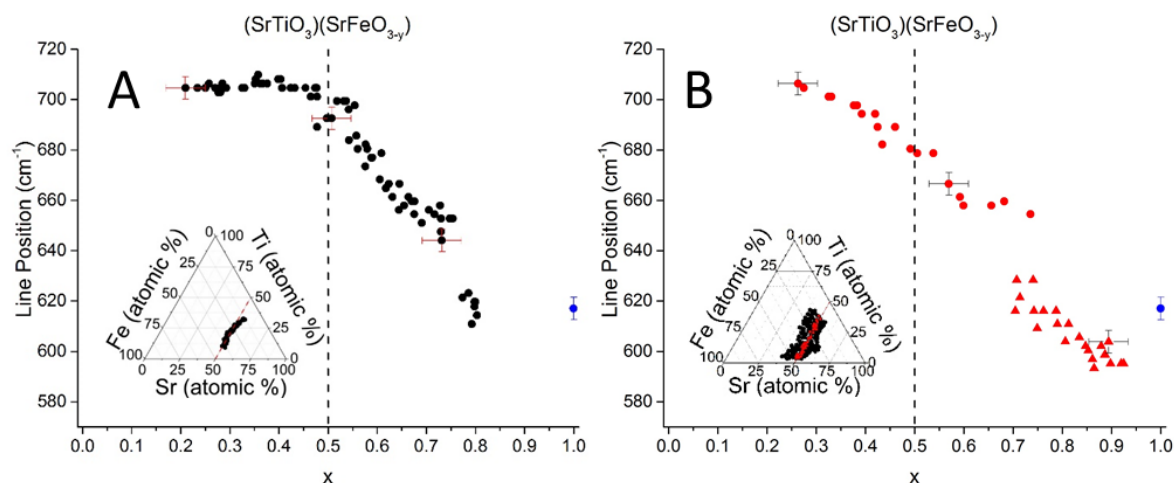 (SrTiO3)(SrFeO3-y)
A
720
700
680
660
640
620
600
580
Line Position (cm-1)
0.0 0.1 0.2 0.3 0.4 0.5 0.6 0.7 0.8 0.9 1.0
x
0 100
25 75
50 50
75 25
100 0
0 25 50 75 100
Fe (atomic %)
Ti (atomic %)
Sr (atomic %)
(SrTiO3)(SrFeO3-y)
B
720
700
680
660
640
620
600
580
Line Position (cm-1)
0.0 0.1 0.2 0.3 0.4 0.5 0.6 0.7 0.8 0.9 1.0
x
0 100
25 75
50 50
75 25
100 0
0 25 50 75 100
Fe (atomic %)
Ti (atomic %)
Sr (atomic %)